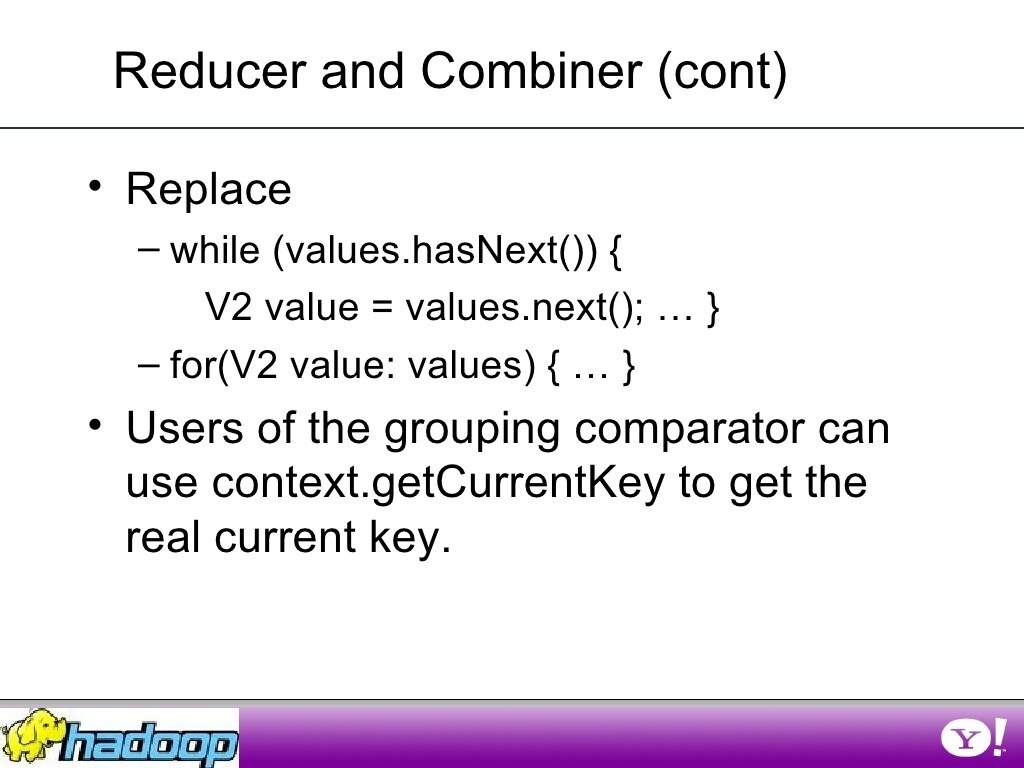 Reducer and Combiner (cont)
• Replace
– while (values.hasNext()) {
V2 value = values.next(); … }
– for(V2 value: values) { … }
• Users of the grouping comparator can
use context.getCurrentKey to get the
real current key.
hadoop
Y!